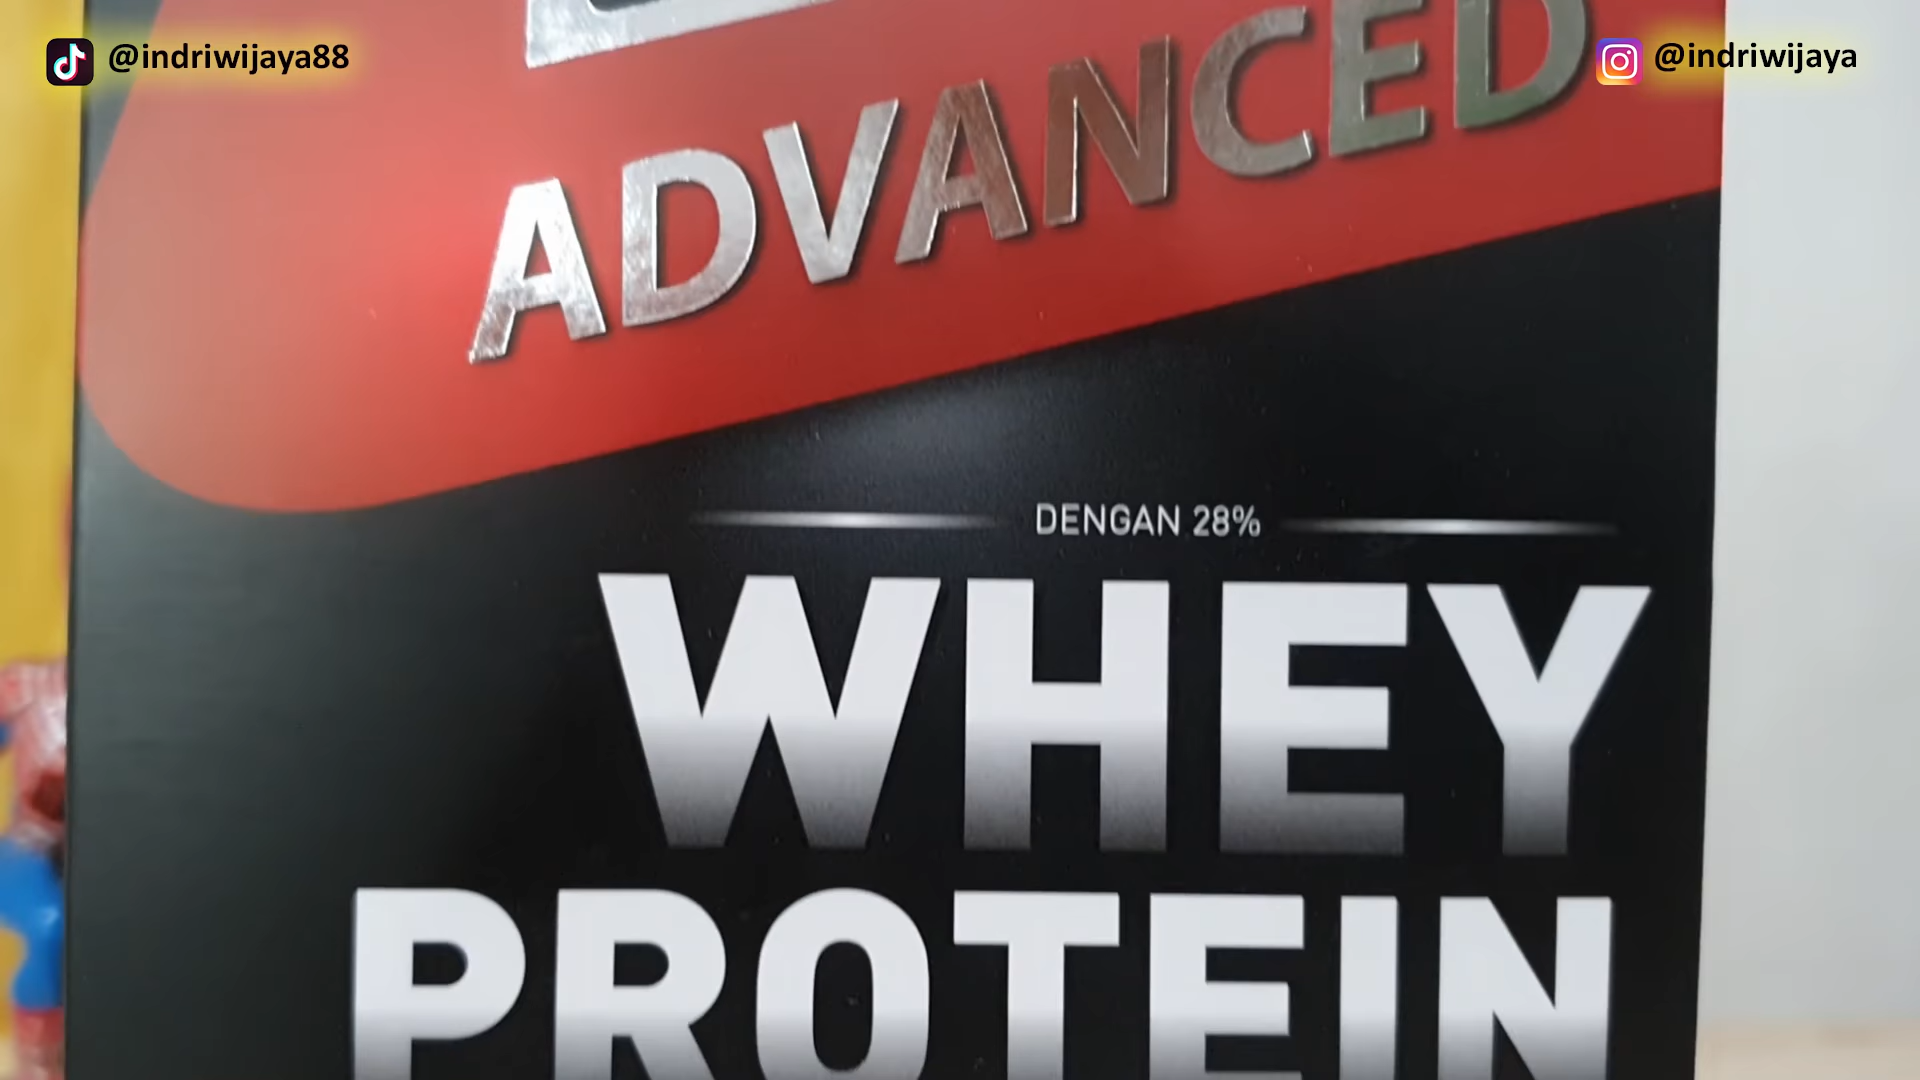 @indriwijaya88
@indriwijaya
ADVANCED
DENGAN 28%
WHEY
PROTEIN